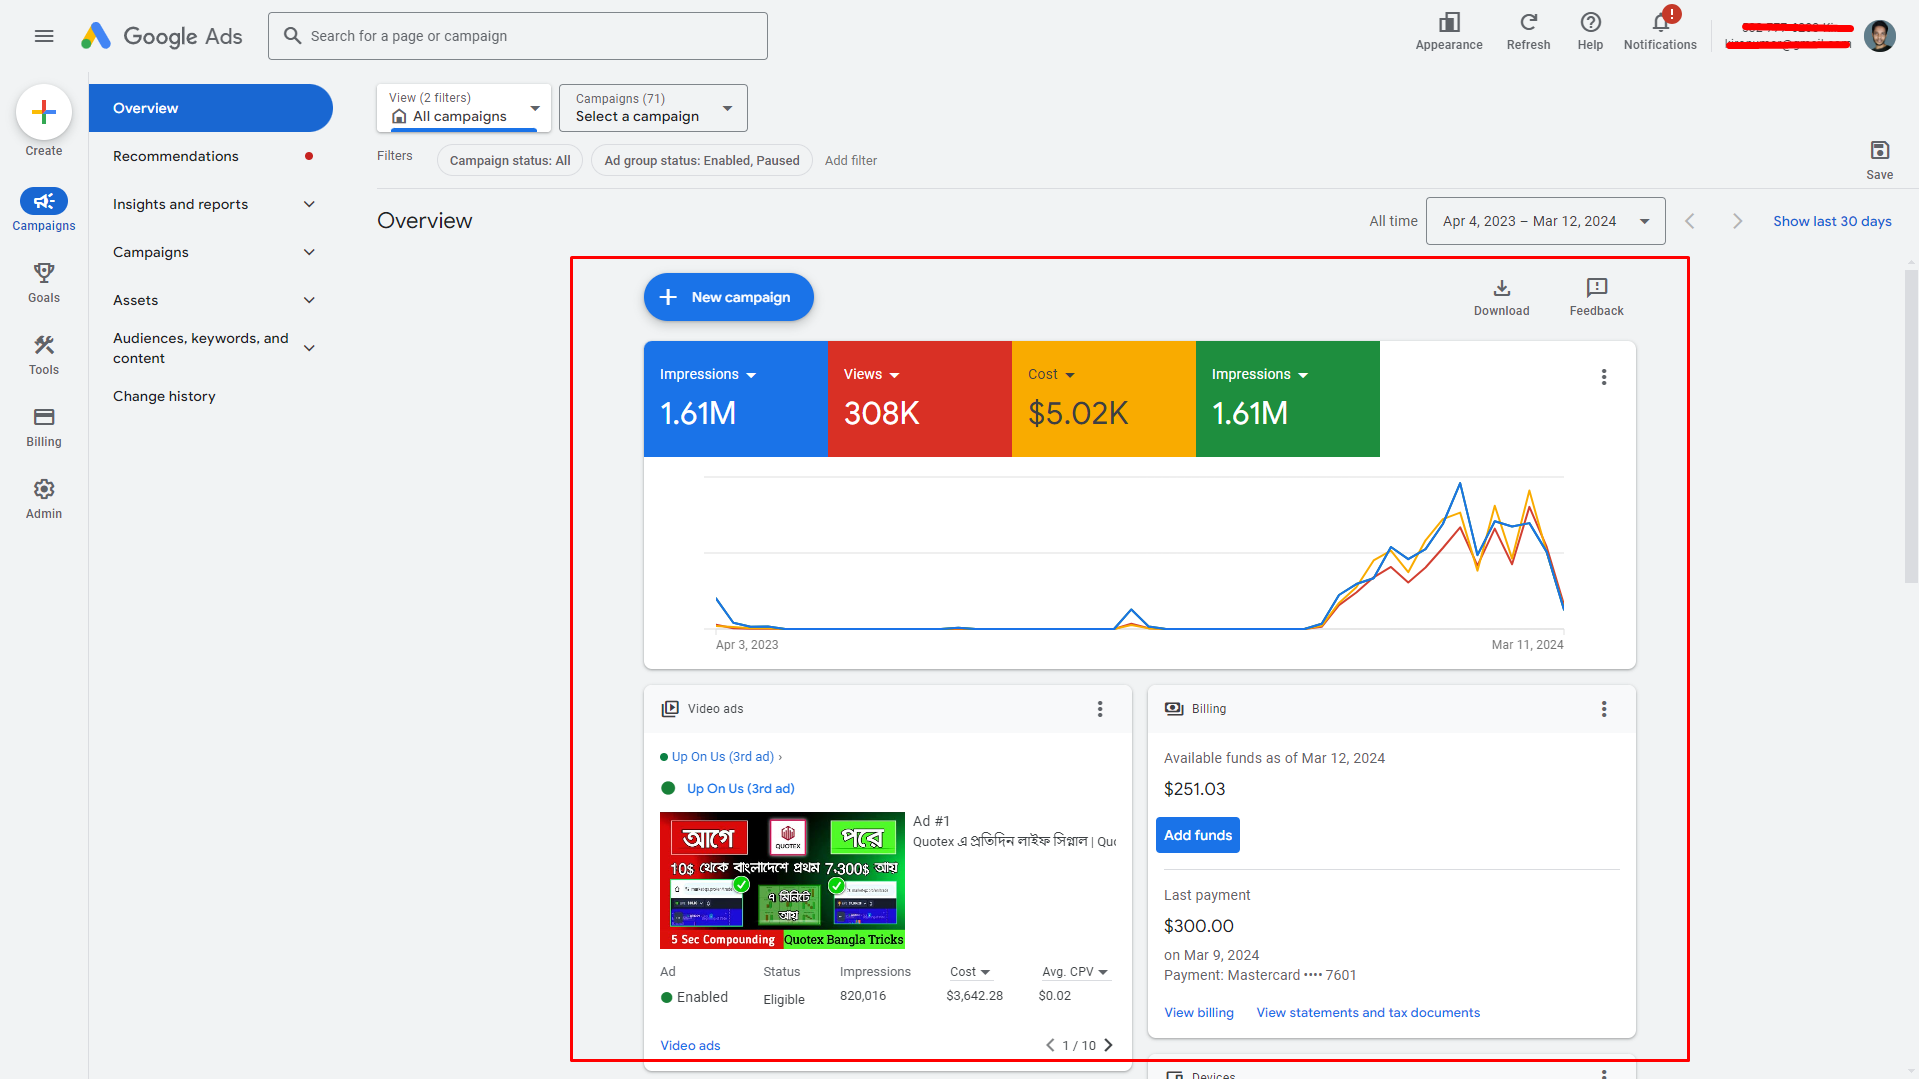 Google Ads
Search for a page or campaign
Appearance
Refresh
Help
Notifications
Create
Campaigns
Goals
Tools
Billing
Admin
Overview
Recommendations
Insights and reports
Campaigns
Assets
Audiences, keywords, and
content
Change history
View (2 filters)
All campaigns
Campaigns (71)
Select a campaign
Filters
Campaign status: All
Ad group status: Enabled, Paused
Add filter
Save
Overview
All time
Apr 4, 2023 – Mar 12, 2024
Show last 30 days
New campaign
Download
Feedback
Impressions
1.61M
Views
308K
Cost
$5.02K
Impressions
1.61M
Apr 3, 2023
Mar 11, 2024
Video ads
Up On Us (3rd ad) ›
Up On Us (3rd ad)
আগে
QUOTEX
পরে
10$ থেকে বাংলাদেশে প্রথম 7,300$ আয়
৭ মিনিটে
আয়
5 Sec Compounding
Quotex Bangla Tricks
Ad #1
Quotex এ প্রতিদিন লাইফ সিগ্নাল | Quo
Ad Status Impressions Cost Avg. CPV
Enabled Eligible 820,016 $3,642.28 $0.02
Video ads
1 / 10
Billing
Available funds as of Mar 12, 2024
$251.03
Add funds
Last payment
$300.00
on Mar 9, 2024
Payment: Mastercard •••• 7601
View billing
View statements and tax documents
Devices